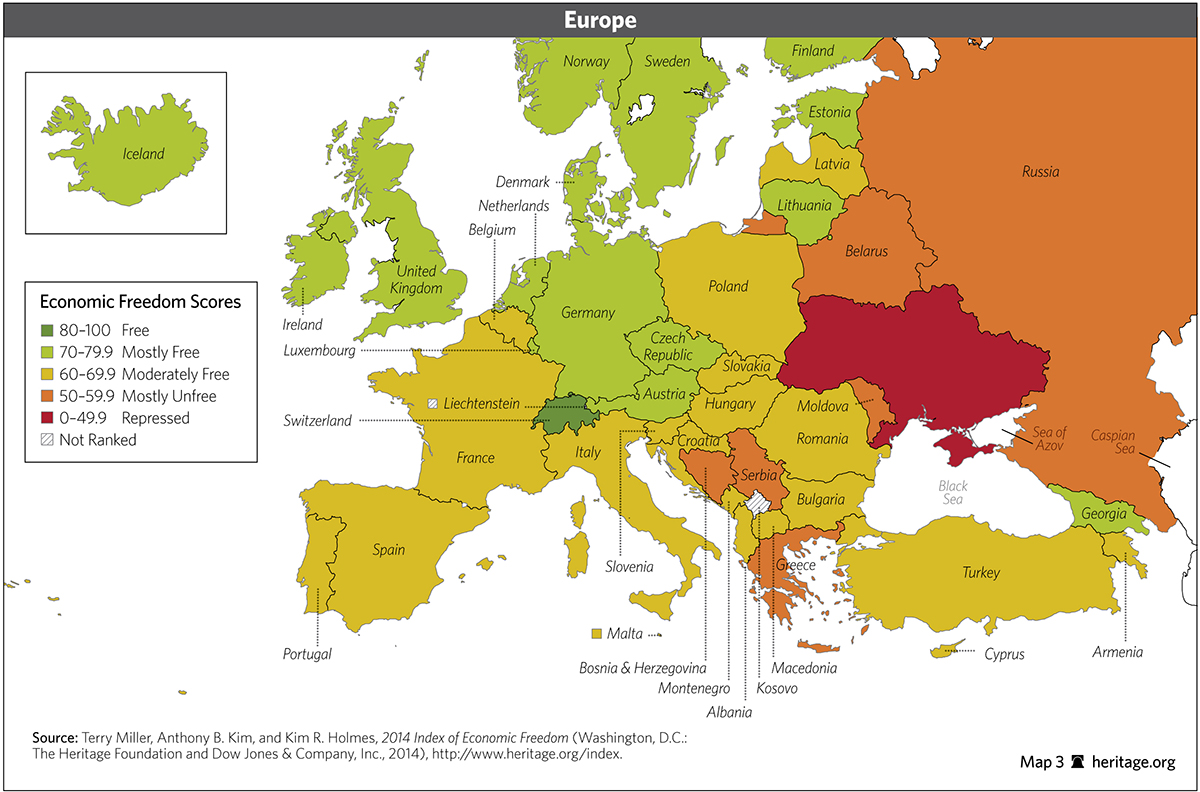 Europe
Iceland
Norway
Sweden
Finland
Estonia
Latvia
Lithuania
Russia
Belarus
Denmark
Netherlands
Belgium
United
Kingdom
Ireland
Luxembourg
Germany
Poland
Czech
Republic
Slovakia
Austria
Hungary
Moldova
Liechtenstein
Switzerland
France
Italy
Croatia
Romania
Serbia
Bulgaria
Sea of
Azov
Caspian
Sea
Black
Sea
Georgia
Spain
Slovenia
Greece
Turkey
Portugal
Malta
Bosnia & Herzegovina
Montenegro
Albania
Kosovo
Macedonia
Cyprus
Armenia
Economic Freedom Scores
80–100 Free
70–79.9 Mostly Free
60–69.9 Moderately Free
50–59.9 Mostly Unfree
0–49.9 Repressed
Not Ranked
Source: Terry Miller, Anthony B. Kim, and Kim R. Holmes, 2014 Index of Economic Freedom (Washington, D.C.:
The Heritage Foundation and Dow Jones & Company, Inc., 2014), http://www.heritage.org/index.
Map 3 heritage.org